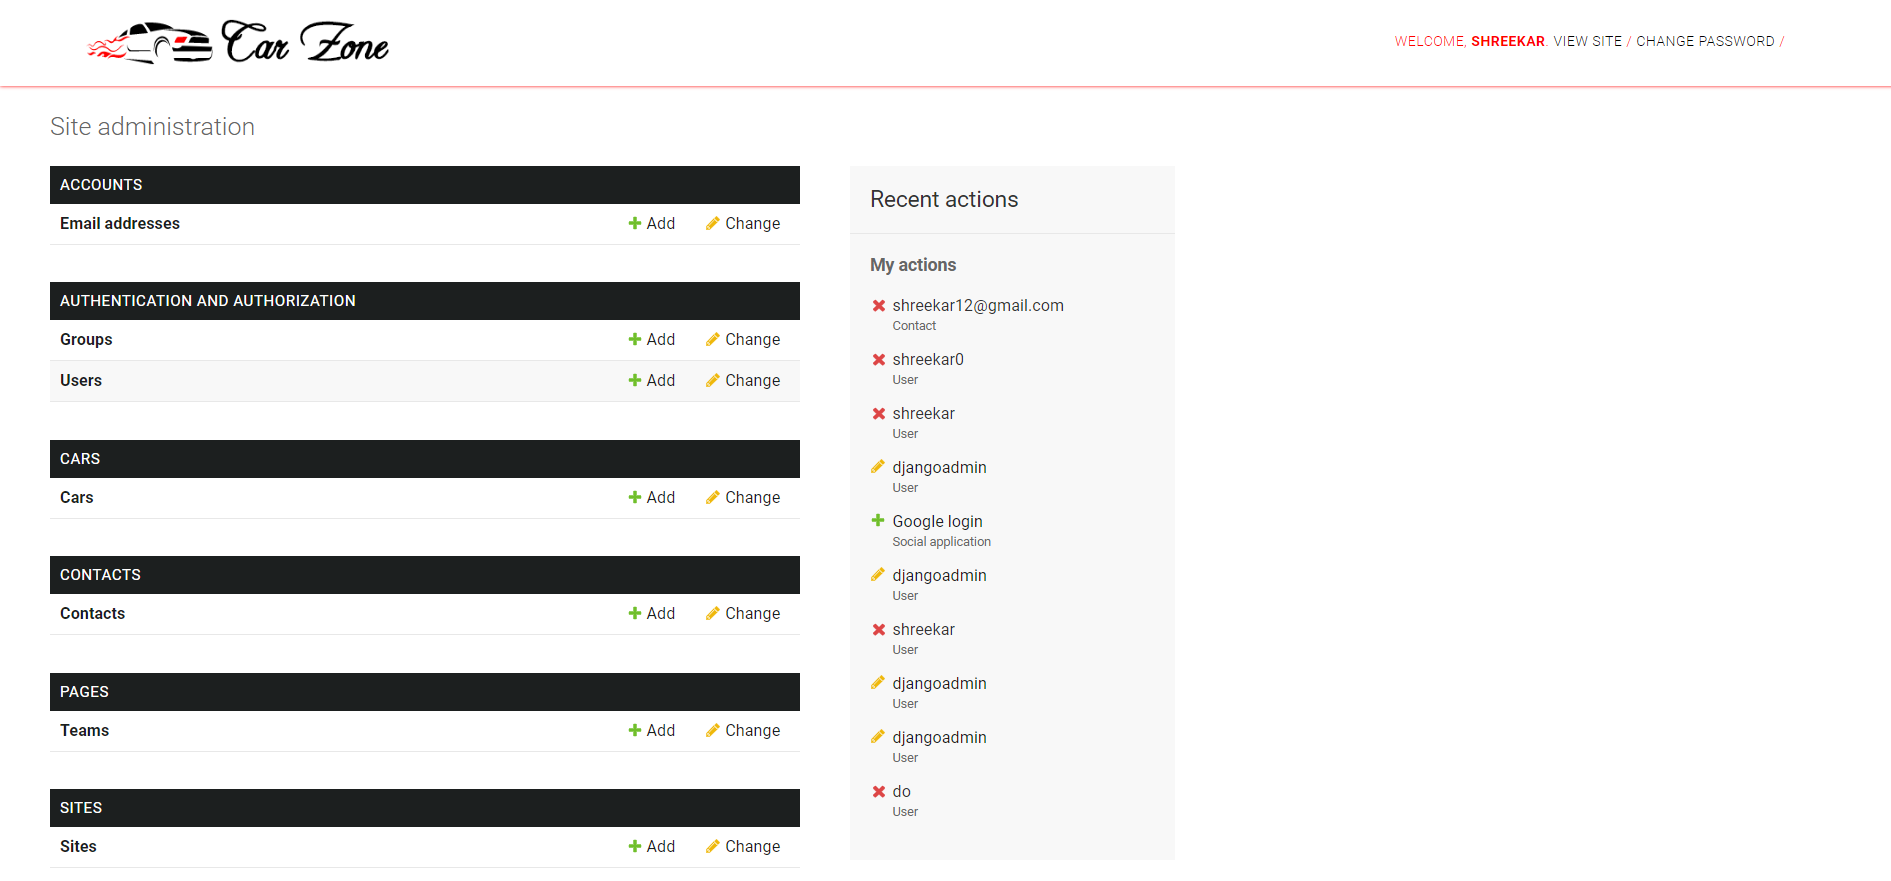 Car Zone
WELCOME, SHREEKAR. VIEW SITE / CHANGE PASSWORD /
Site administration
ACCOUNTS
Email addresses Add Change
AUTHENTICATION AND AUTHORIZATION
Groups Add Change
Users Add Change
CARS
Cars Add Change
CONTACTS
Contacts Add Change
PAGES
Teams Add Change
SITES
Sites Add Change
Recent actions
My actions
shreekar12@gmail.com
Contact
shreekar0
User
shreekar
User
djangoadmin
User
Google login
Social application
djangoadmin
User
shreekar
User
djangoadmin
User
djangoadmin
User
do
User